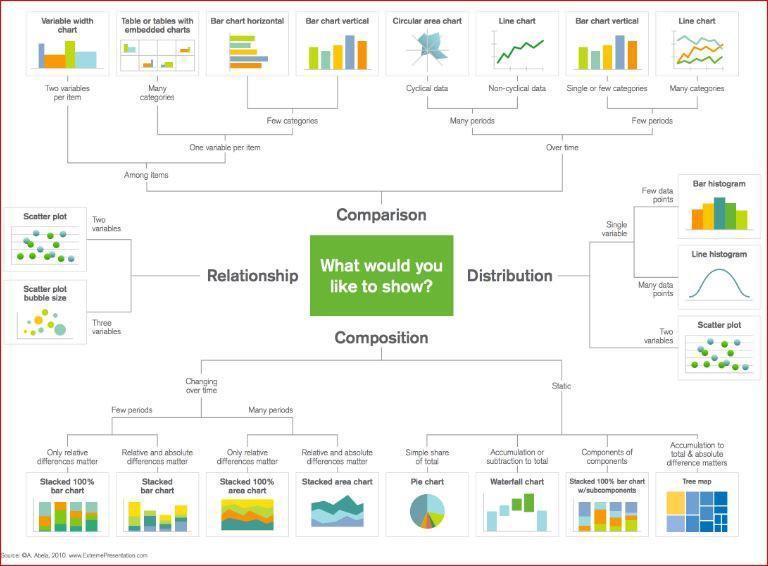 Variable width
chart
Table or tables with
embedded charts
Bar chart horizontal
Bar chart vertical
Circular area chart
Line chart
Bar chart vertical
Line chart
Two variables
per item
Many
categories
Cyclical data
Non-cyclical data
Single or few categories
Many categories
Few categories
Many periods
Few periods
One variable per item
Over time
Among items
Comparison
Scatter plot
Two
variables
Scatter plot
bubble size
Three
variables
Relationship
What would you
like to show?
Distribution
Single
variable
Few data
points
Bar histogram
Many data
points
Line histogram
Two
variables
Scatter plot
Composition
Changing
over time
Static
Few periods
Many periods
Only relative
differences matter
Relative and absolute
differences matter
Only relative
differences matter
Relative and absolute
differences matter
Simple share
of total
Accumulation or
subtraction to total
Components of
components
Accumulation to
total & absolute
difference matters
Stacked 100%
bar chart
Stacked
bar chart
Stacked 100%
area chart
Stacked area chart
Pie chart
Waterfall chart
Stacked 100% bar chart
w/subcomponents
Tree map
Source: ©A. Abela, 2010. www.ExtremePresentation.com